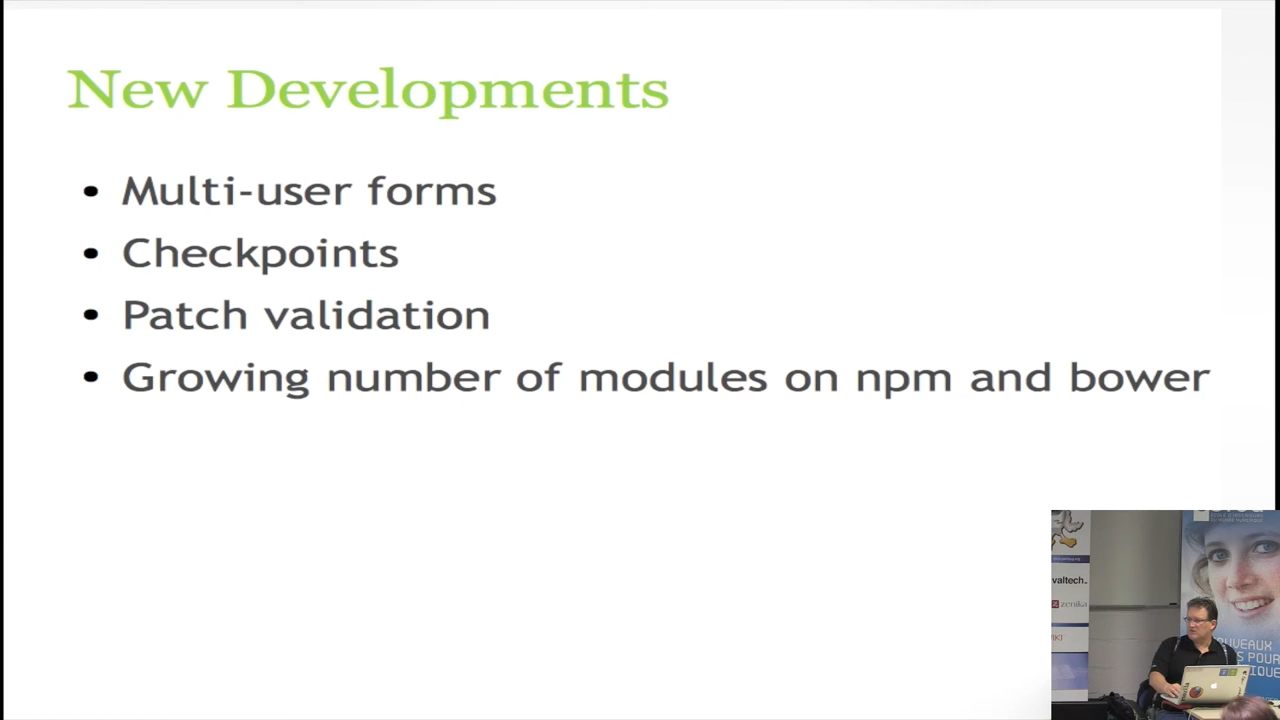 New Developments
• Multi-user forms
• Checkpoints
• Patch validation
• Growing number of modules on npm and bower
valtech.
zenika